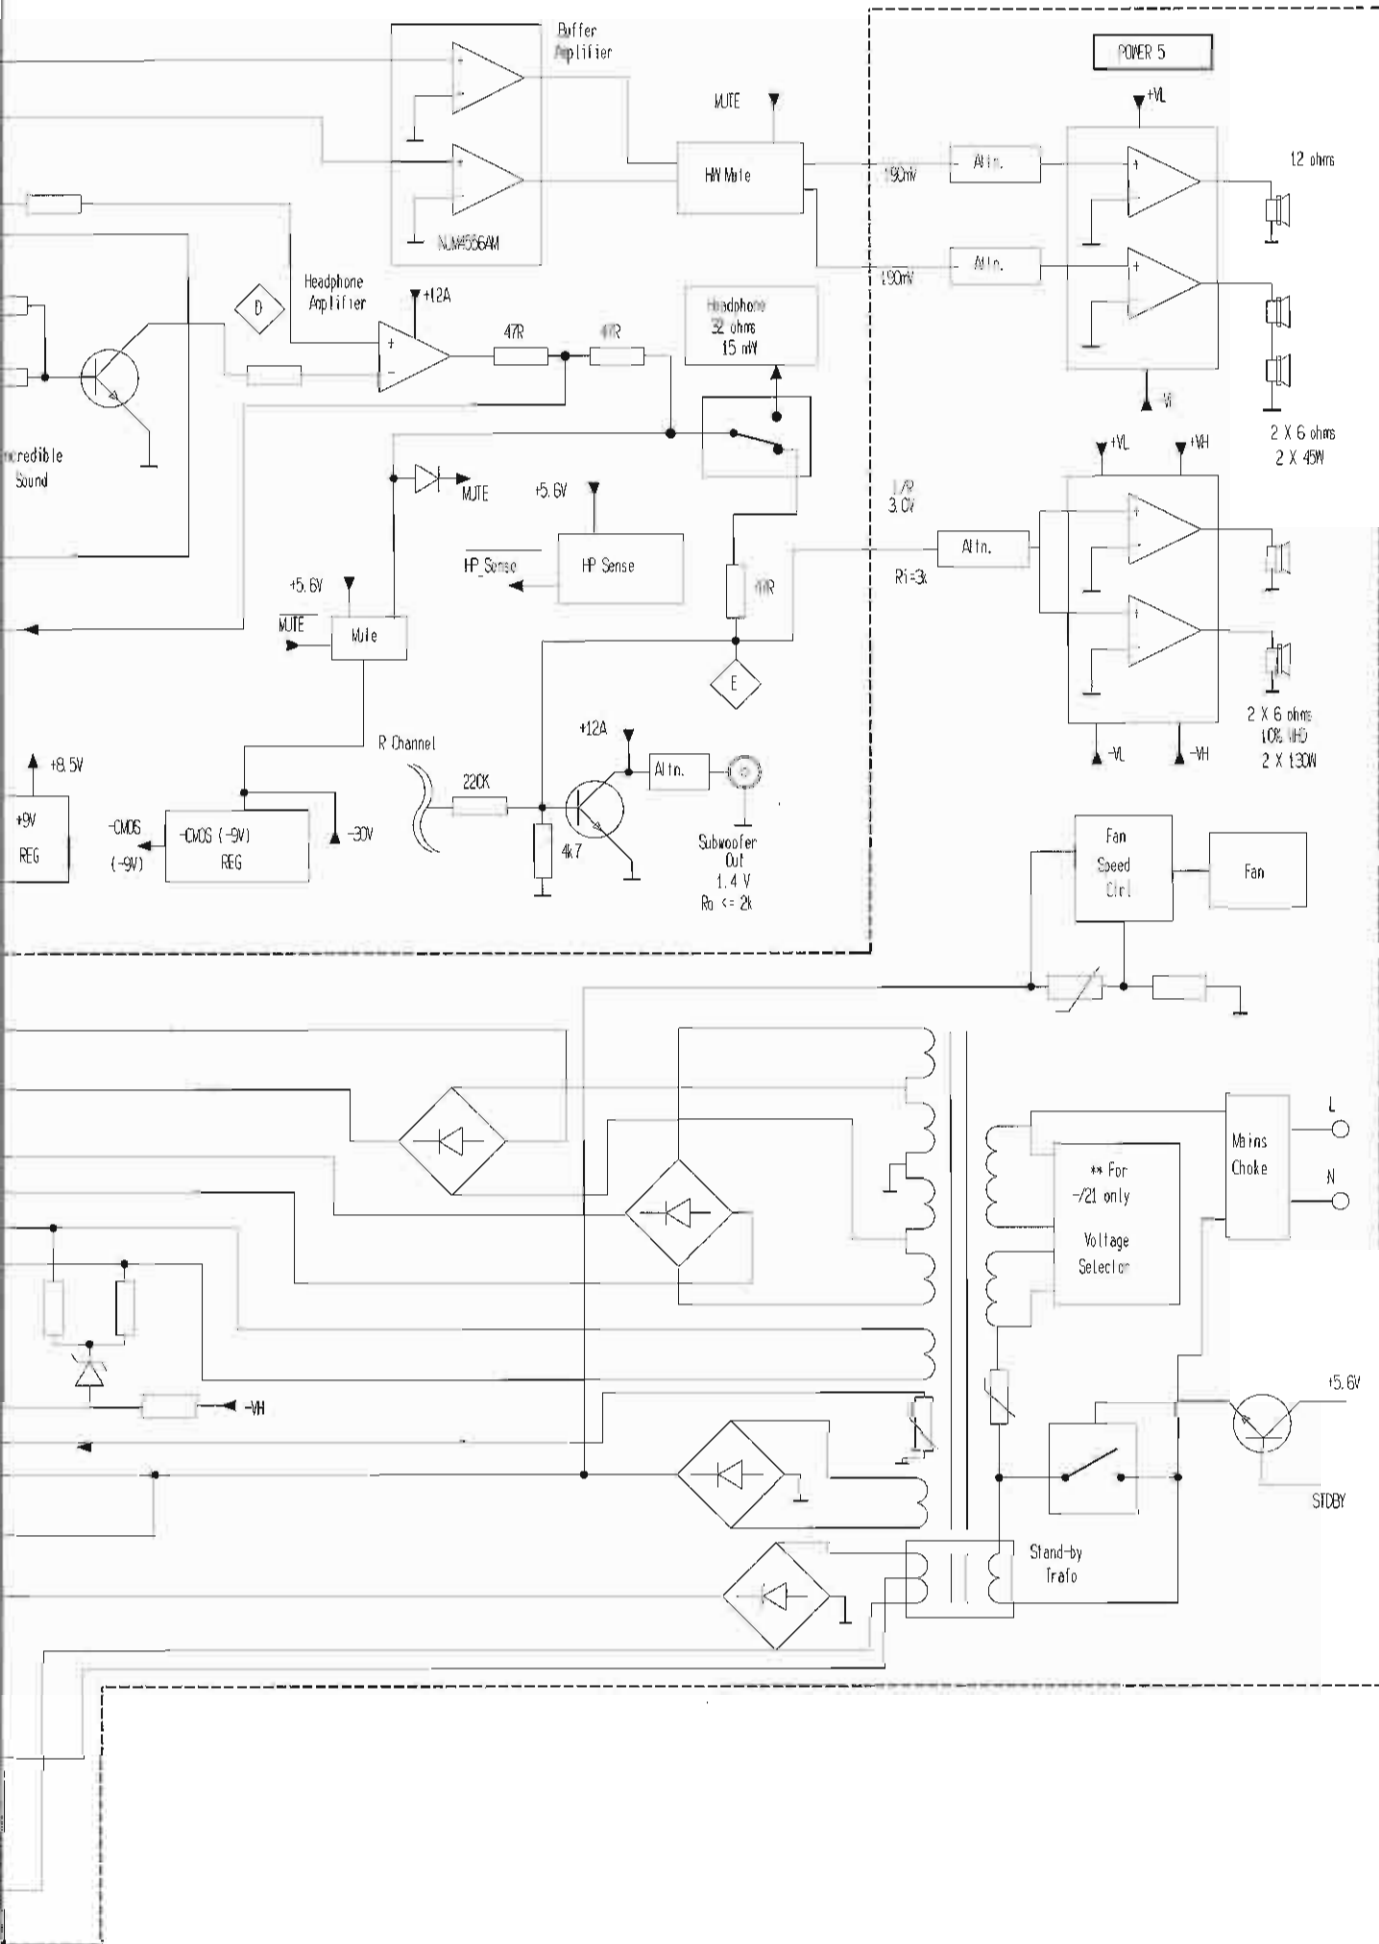 Buffer
Amplifier
POWER 5
+VL
MUTE
HW Mute
190mV
Attn.
12 ohms
NJM4556AM
190mV
Attn.
Headphone
Amplifier
D
+12A
Headphone
32 ohms
15 mW
47R
47R
-Vl
2 X 6 ohms
2 X 45W
ncredible
Sound
MUTE
+5.6V
+VL
+VH
L/R
3.0V
Attn.
HP_Sense
HP Sense
Ri=3k
+5.6V
MUTE
Mute
E
2 X 6 ohms
10% THD
2 X 130W
-VL
-VH
+12A
R Channel
+8.5V
220K
Attn.
+9V
REG
-CMOS
(-9V)
-CMOS (-9V)
REG
-30V
4k7
Subwoofer
Out
1.4 V
Ro <= 2k
Fan
Speed
Ctrl
Fan
L
Mains
Choke
N
** For
-/21 only
Voltage
Selector
-VH
+5.6V
STDBY
Stand-by
Trafo